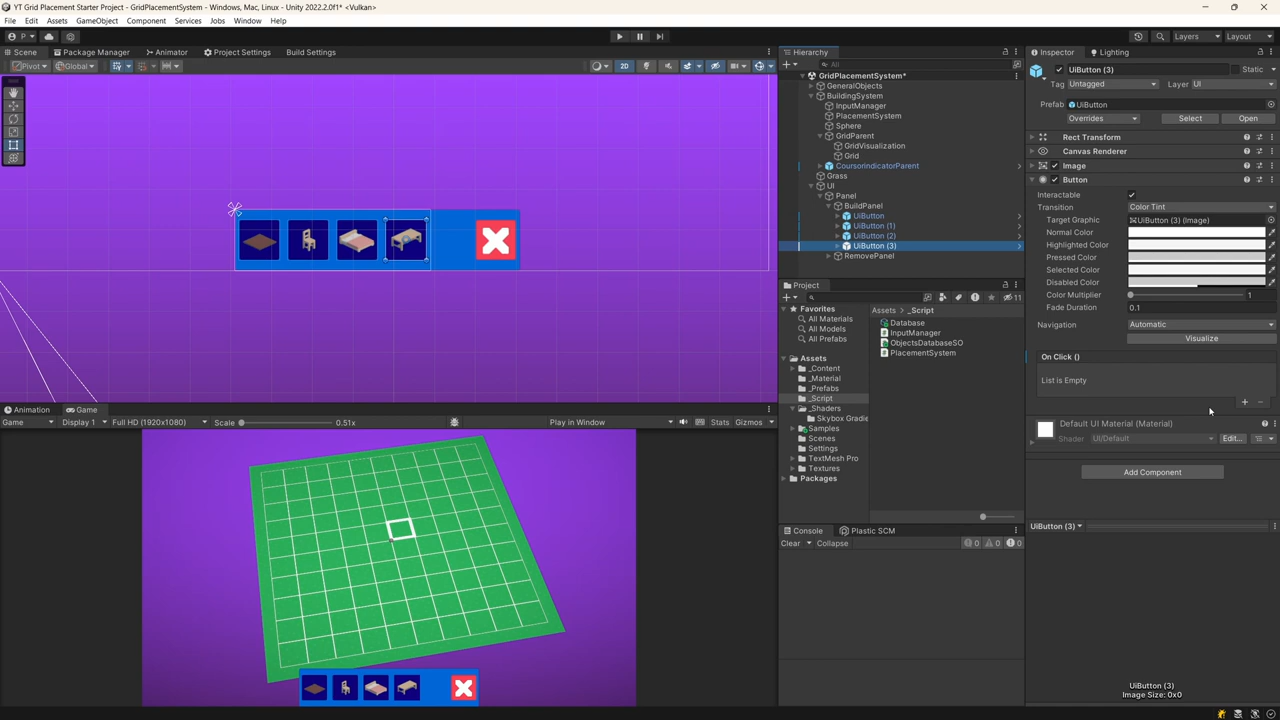 YT Grid Placement Starter Project - GridPlacementSystem - Windows, Mac, Linux - Unity 2022.2.0f1* <Vulkan>
File Edit Assets GameObject Component Services Jobs Window Help
P Layers Layout
Scene Package Manager Animator Project Settings Build Settings
Pivot Global 2D
Hierarchy
All
GridPlacementSystem*
GeneralObjects
BuildingSystem
InputManager
PlacementSystem
Sphere
GridParent
GridVisualization
Grid
CoursorIndicatorParent
Grass
UI
Panel
BuildPanel
UiButton
UiButton (1)
UiButton (2)
UiButton (3)
RemovePanel
Project
11
Favorites
All Materials
All Models
All Prefabs
Assets
_Content
_Material
_Prefabs
_Script
_Shaders
Skybox Gradie
Samples
Scenes
Settings
TextMesh Pro
Textures
Packages
Assets > _Script
Database
InputManager
ObjectsDatabaseSO
PlacementSystem
Console Plastic SCM
Clear Collapse 0 0 0
Animation Game
Game Display 1 Full HD (1920x1080) Scale 0.51x Play in Window Stats Gizmos
Inspector Lighting
UiButton (3) Static
Tag Untagged Layer UI
Prefab UiButton
Overrides Select Open
Rect Transform
Canvas Renderer
Image
Button
Interactable
Transition Color Tint
Target Graphic UiButton (3) (Image)
Normal Color
Highlighted Color
Pressed Color
Selected Color
Disabled Color
Color Multiplier 1
Fade Duration 0.1
Navigation Automatic
Visualize
On Click ()
List is Empty
Default UI Material (Material)
Shader UI/Default Edit...
Add Component
UiButton (3)
UiButton (3)
Image Size: 0x0